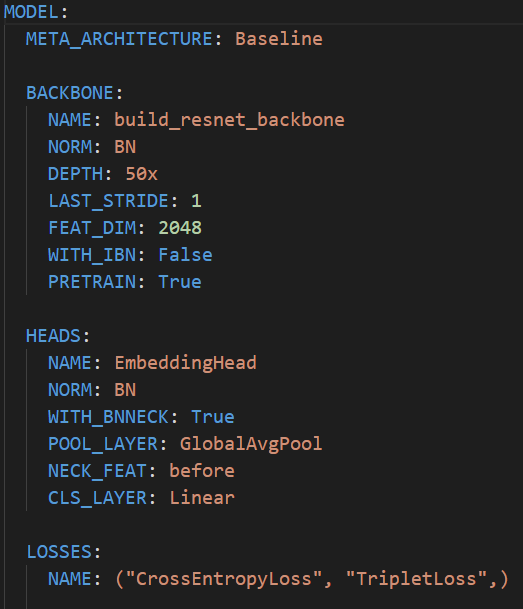 MODEL:
META_ARCHITECTURE: Baseline
BACKBONE:
NAME: build_resnet_backbone
NORM: BN
DEPTH: 50x
LAST_STRIDE: 1
FEAT_DIM: 2048
WITH_IBN: False
PRETRAIN: True
HEADS:
NAME: EmbeddingHead
NORM: BN
WITH_BNNECK: True
POOL_LAYER: GlobalAvgPool
NECK_FEAT: before
CLS_LAYER: Linear
LOSSES:
NAME: ("CrossEntropyLoss", "TripletLoss",)